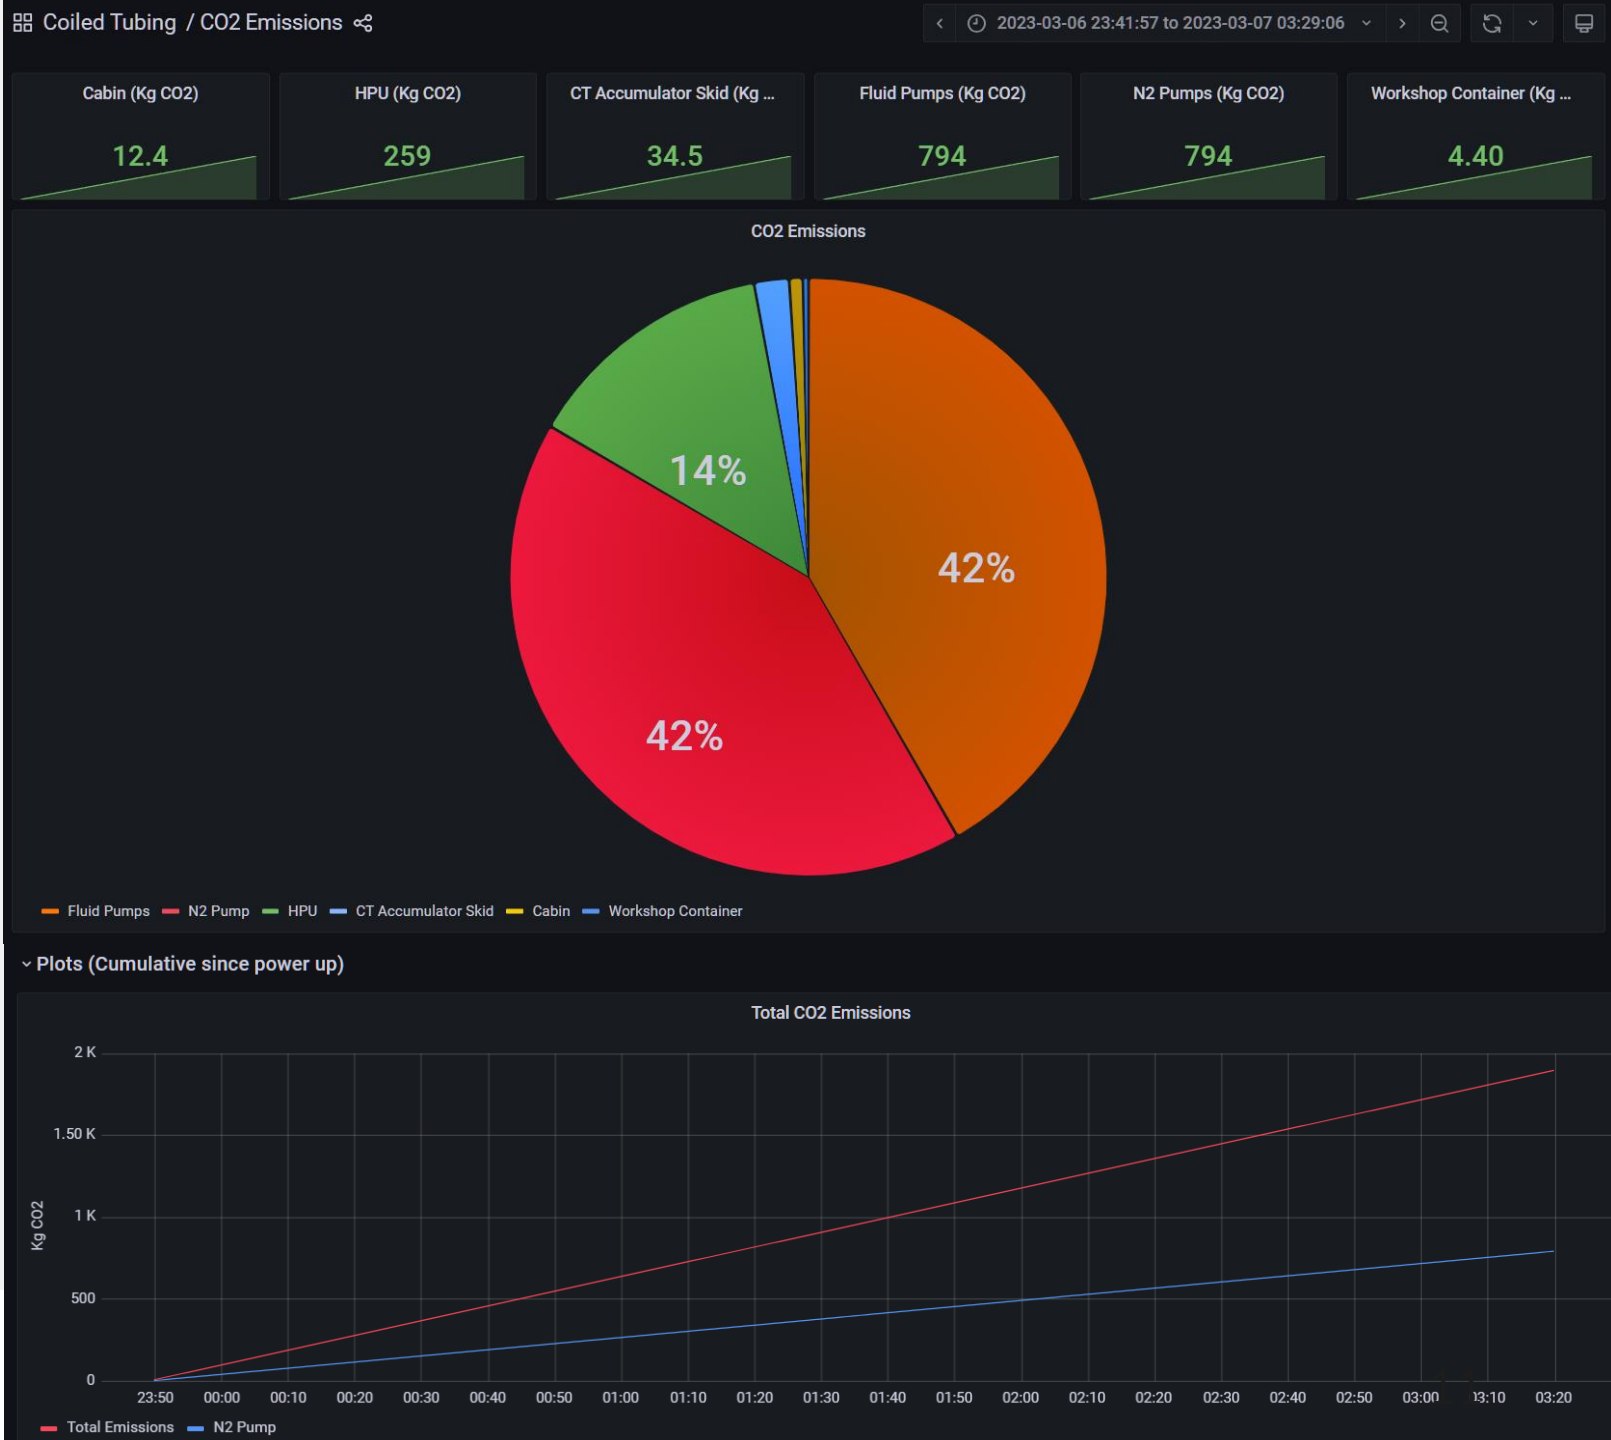 Coiled Tubing / CO2 Emissions
2023-03-06 23:41:57 to 2023-03-07 03:29:06
Cabin (Kg CO2)
HPU (Kg CO2)
CT Accumulator Skid (Kg ...
Fluid Pumps (Kg CO2)
N2 Pumps (Kg CO2)
Workshop Container (Kg ...
12.4
259
34.5
794
794
4.40
CO2 Emissions
14%
42%
42%
Fluid Pumps
N2 Pump
HPU
CT Accumulator Skid
Cabin
Workshop Container
Plots (Cumulative since power up)
Total CO2 Emissions
Kg CO2
2 K
1.50 K
1 K
500
0
23:50 00:00 00:10 00:20 00:30 00:40 00:50 01:00 01:10 01:20 01:30 01:40 01:50 02:00 02:10 02:20 02:30 02:40 02:50 03:00 03:10 03:20
Total Emissions
N2 Pump